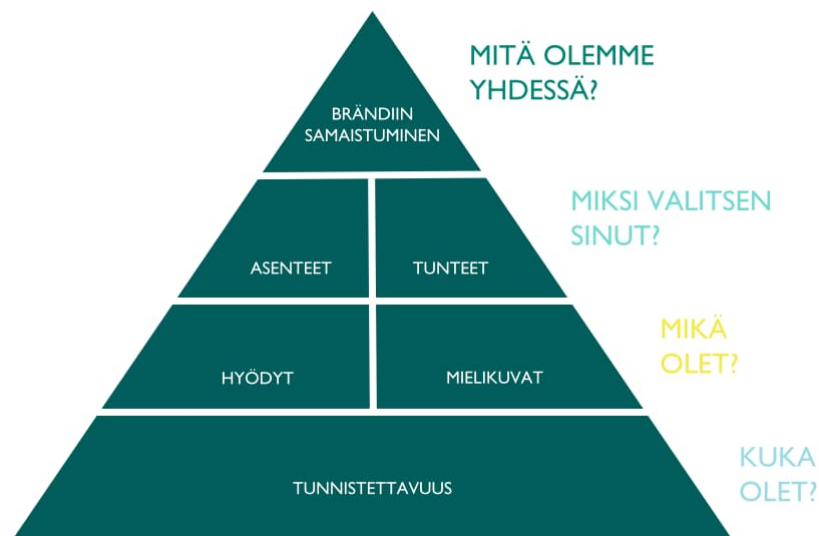 MITÄ OLEMME
YHDESSÄ?
BRÄNDIIN
SAMAISTUMINEN
MIKSI VALITSEN
SINUT?
ASENTEET
TUNTEET
MIKÄ
OLET?
HYÖDYT
MIELIKUVAT
KUKA
OLET?
TUNNISTETTAVUUS